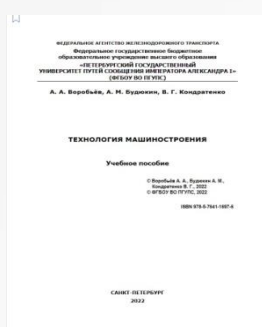 ФЕДЕРАЛЬНОЕ АГЕНТСТВО ЖЕЛЕЗНОДОРОЖНОГО ТРАНСПОРТА
Федеральное государственное бюджетное
образовательное учреждение высшего образования
«ПЕТЕРБУРГСКИЙ ГОСУДАРСТВЕННЫЙ
УНИВЕРСИТЕТ ПУТЕЙ СООБЩЕНИЯ ИМПЕРАТОРА АЛЕКСАНДРА I»
(ФГБОУ ВО ПГУПС)
А. А. Воробьёв, А. М. Будюкин, В. Г. Кондратенко
ТЕХНОЛОГИЯ МАШИНОСТРОЕНИЯ
Учебное пособие
© Воробьёв А. А., Будюкин А. М.,
Кондратенко В. Г., 2022
© ФГБОУ ВО ПГУПС, 2022
ISBN 978-5-7641-1697-6
САНКТ-ПЕТЕРБУРГ
2022